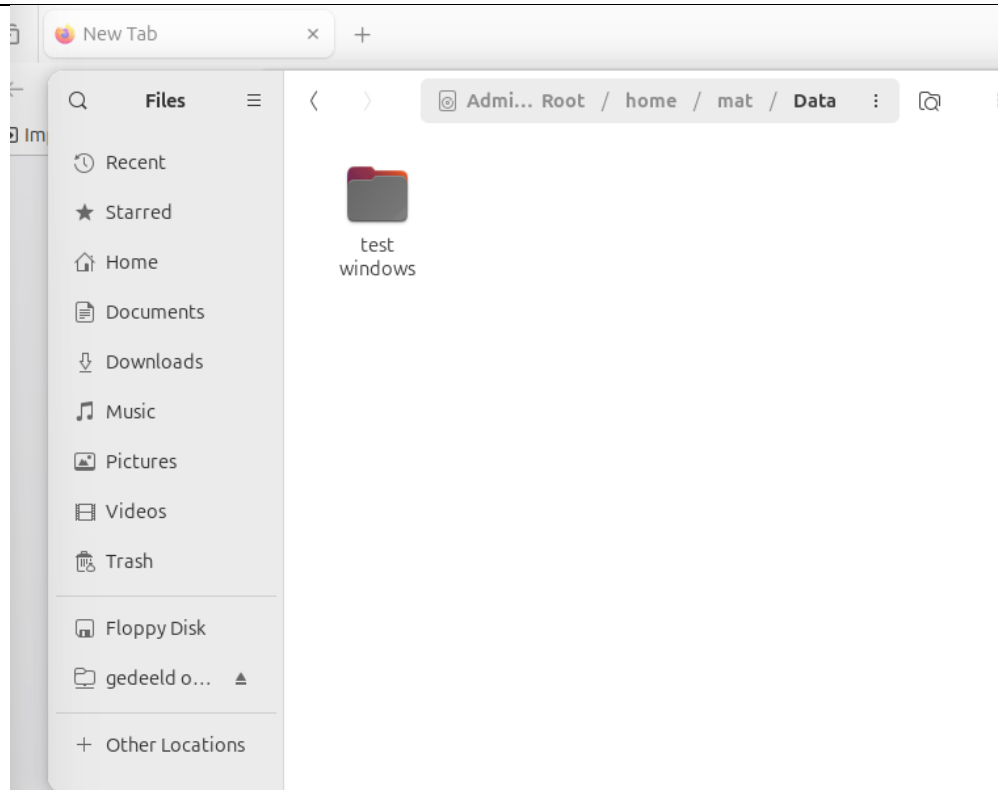 New Tab
Im
Files
Admi... Root / home / mat / Data
Recent
Starred
Home
Documents
Downloads
Music
Pictures
Videos
Trash
Floppy Disk
gedeeld o...
Other Locations
test
windows